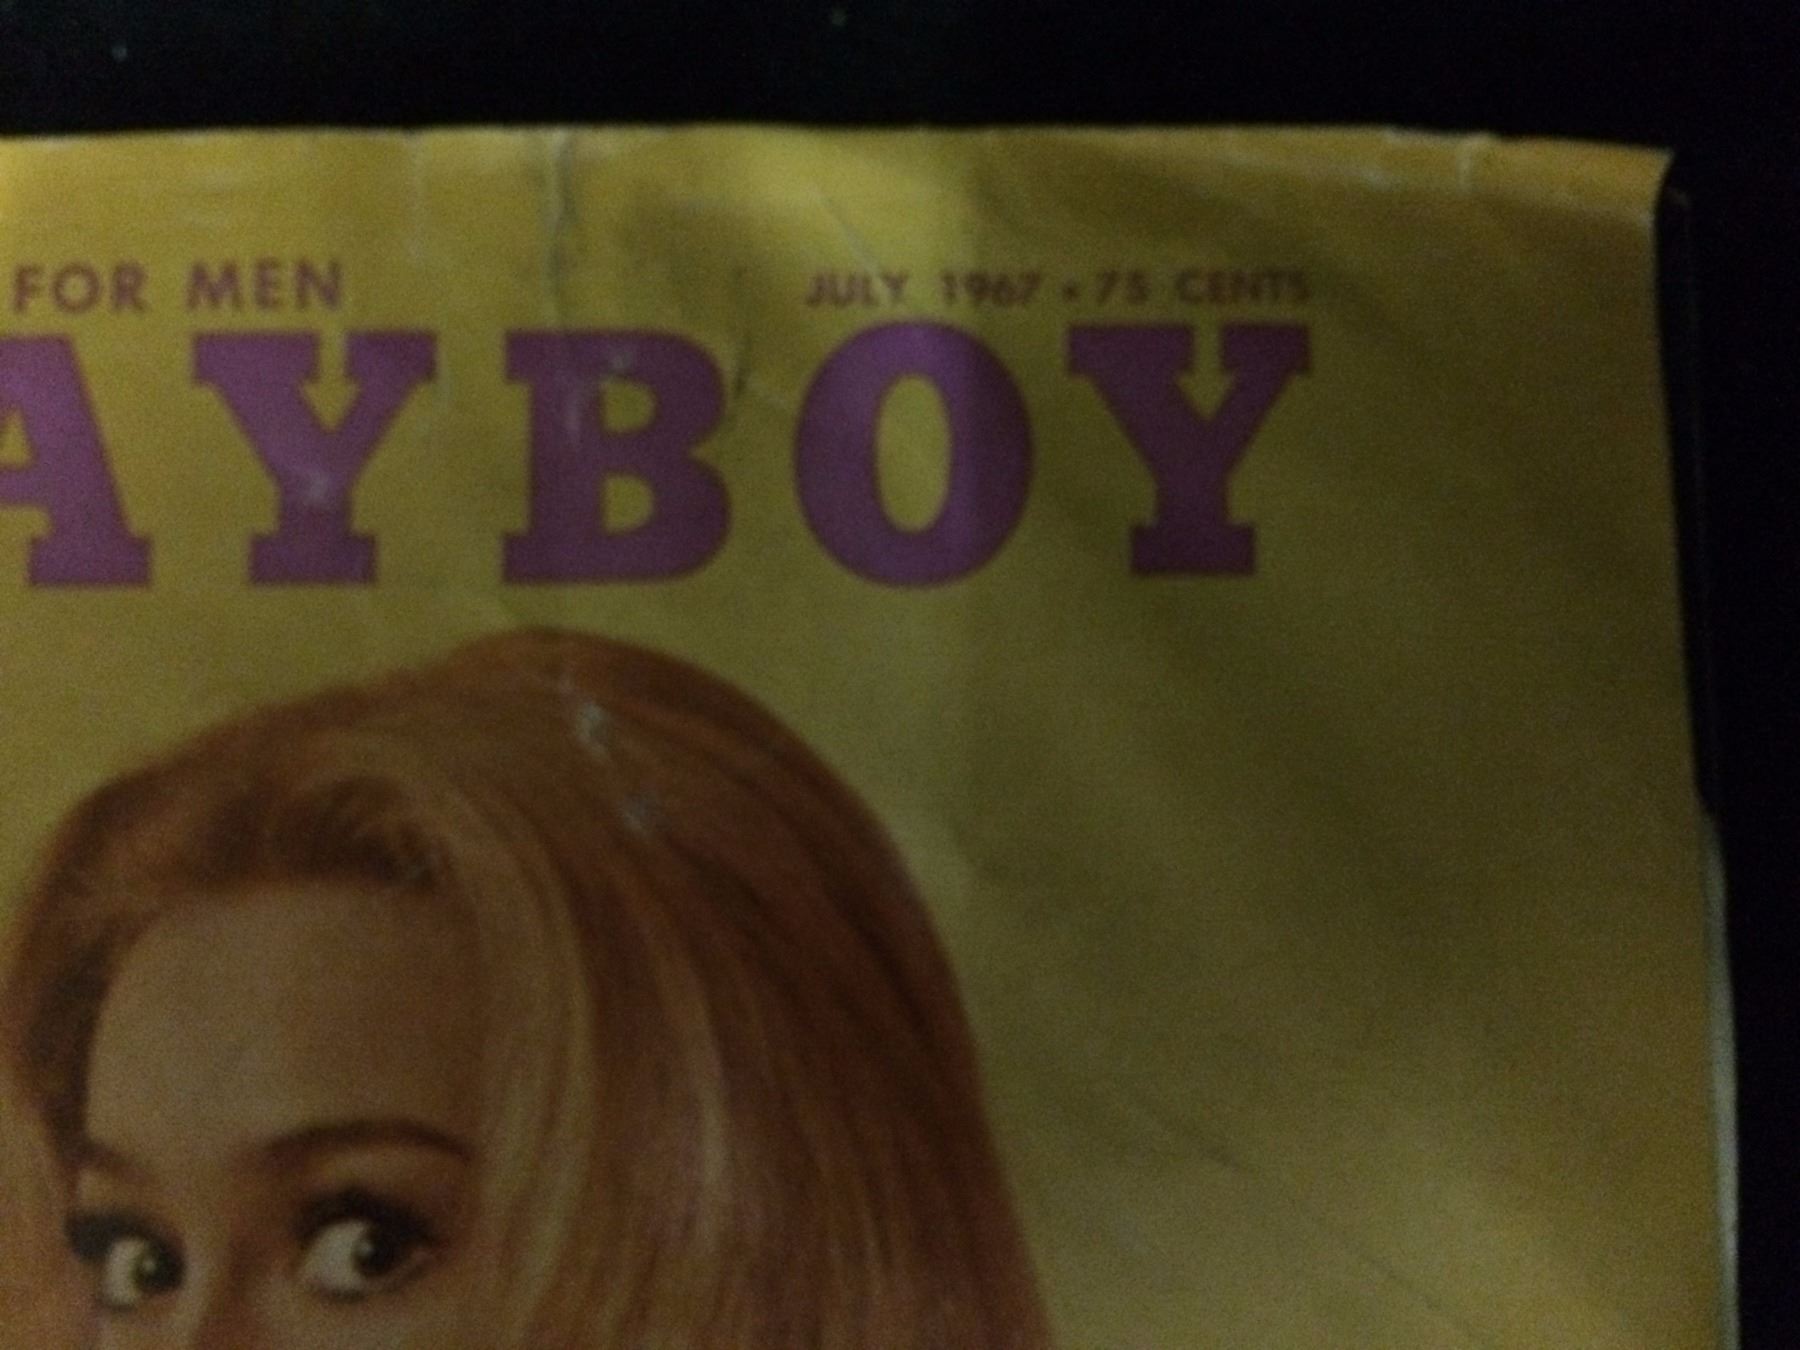 FOR MEN JULY 1967 • 75 CENTS
AYBOY